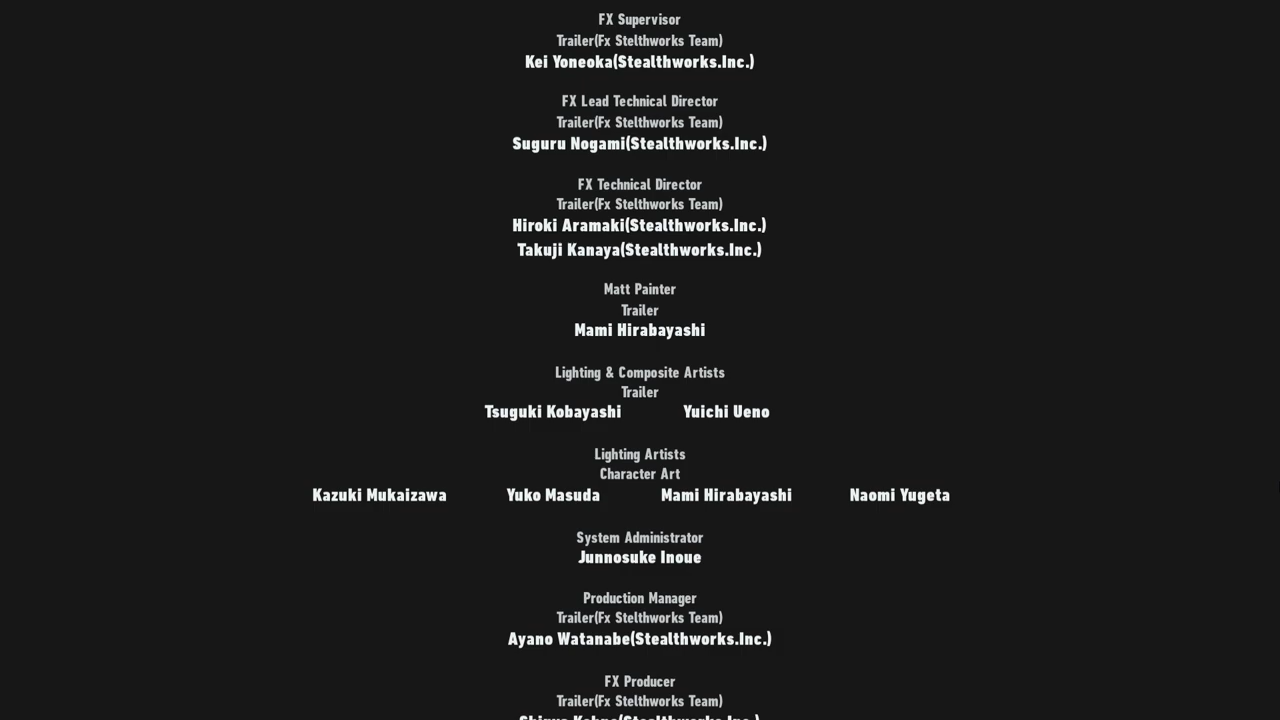 FX Supervisor
Trailer(Fx Stelthworks Team)
Kei Yoneoka(Stealthworks.Inc.)
FX Lead Technical Director
Trailer(Fx Stelthworks Team)
Suguru Nogami(Stealthworks.Inc.)
FX Technical Director
Trailer(Fx Stelthworks Team)
Hiroki Aramaki(Stealthworks.Inc.)
Takuji Kanaya(Stealthworks.Inc.)
Matt Painter
Trailer
Mami Hirabayashi
Lighting & Composite Artists
Trailer
Tsuguki Kobayashi Yuichi Ueno
Lighting Artists
Character Art
Kazuki Mukaizawa Yuko Masuda Mami Hirabayashi Naomi Yugeta
System Administrator
Junnosuke Inoue
Production Manager
Trailer(Fx Stelthworks Team)
Ayano Watanabe(Stealthworks.Inc.)
FX Producer
Trailer(Fx Stelthworks Team)